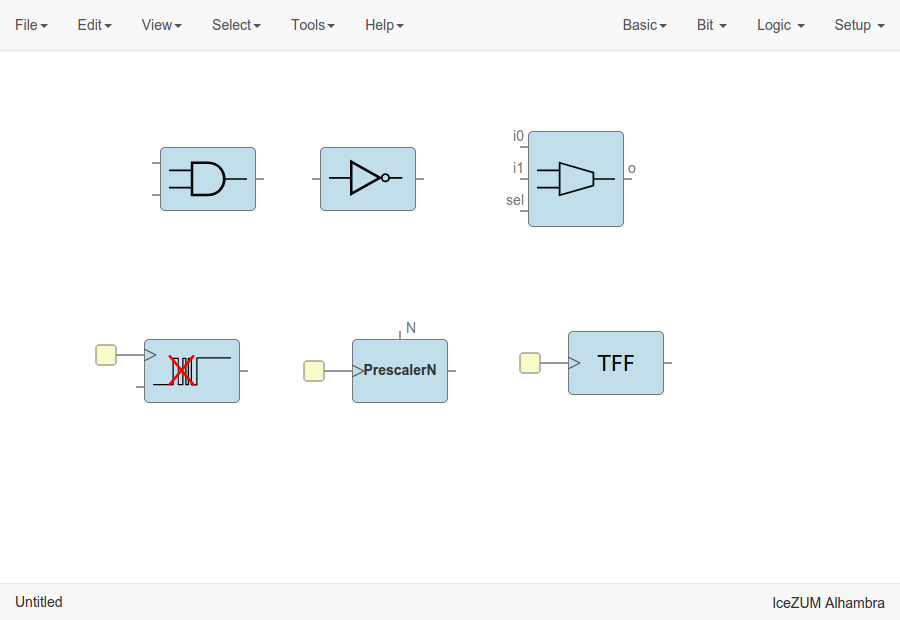 File Edit View Select Tools Help Basic Bit Logic Setup
i0
i1 o
sel
N
PrescalerN TFF
Untitled IceZUM Alhambra